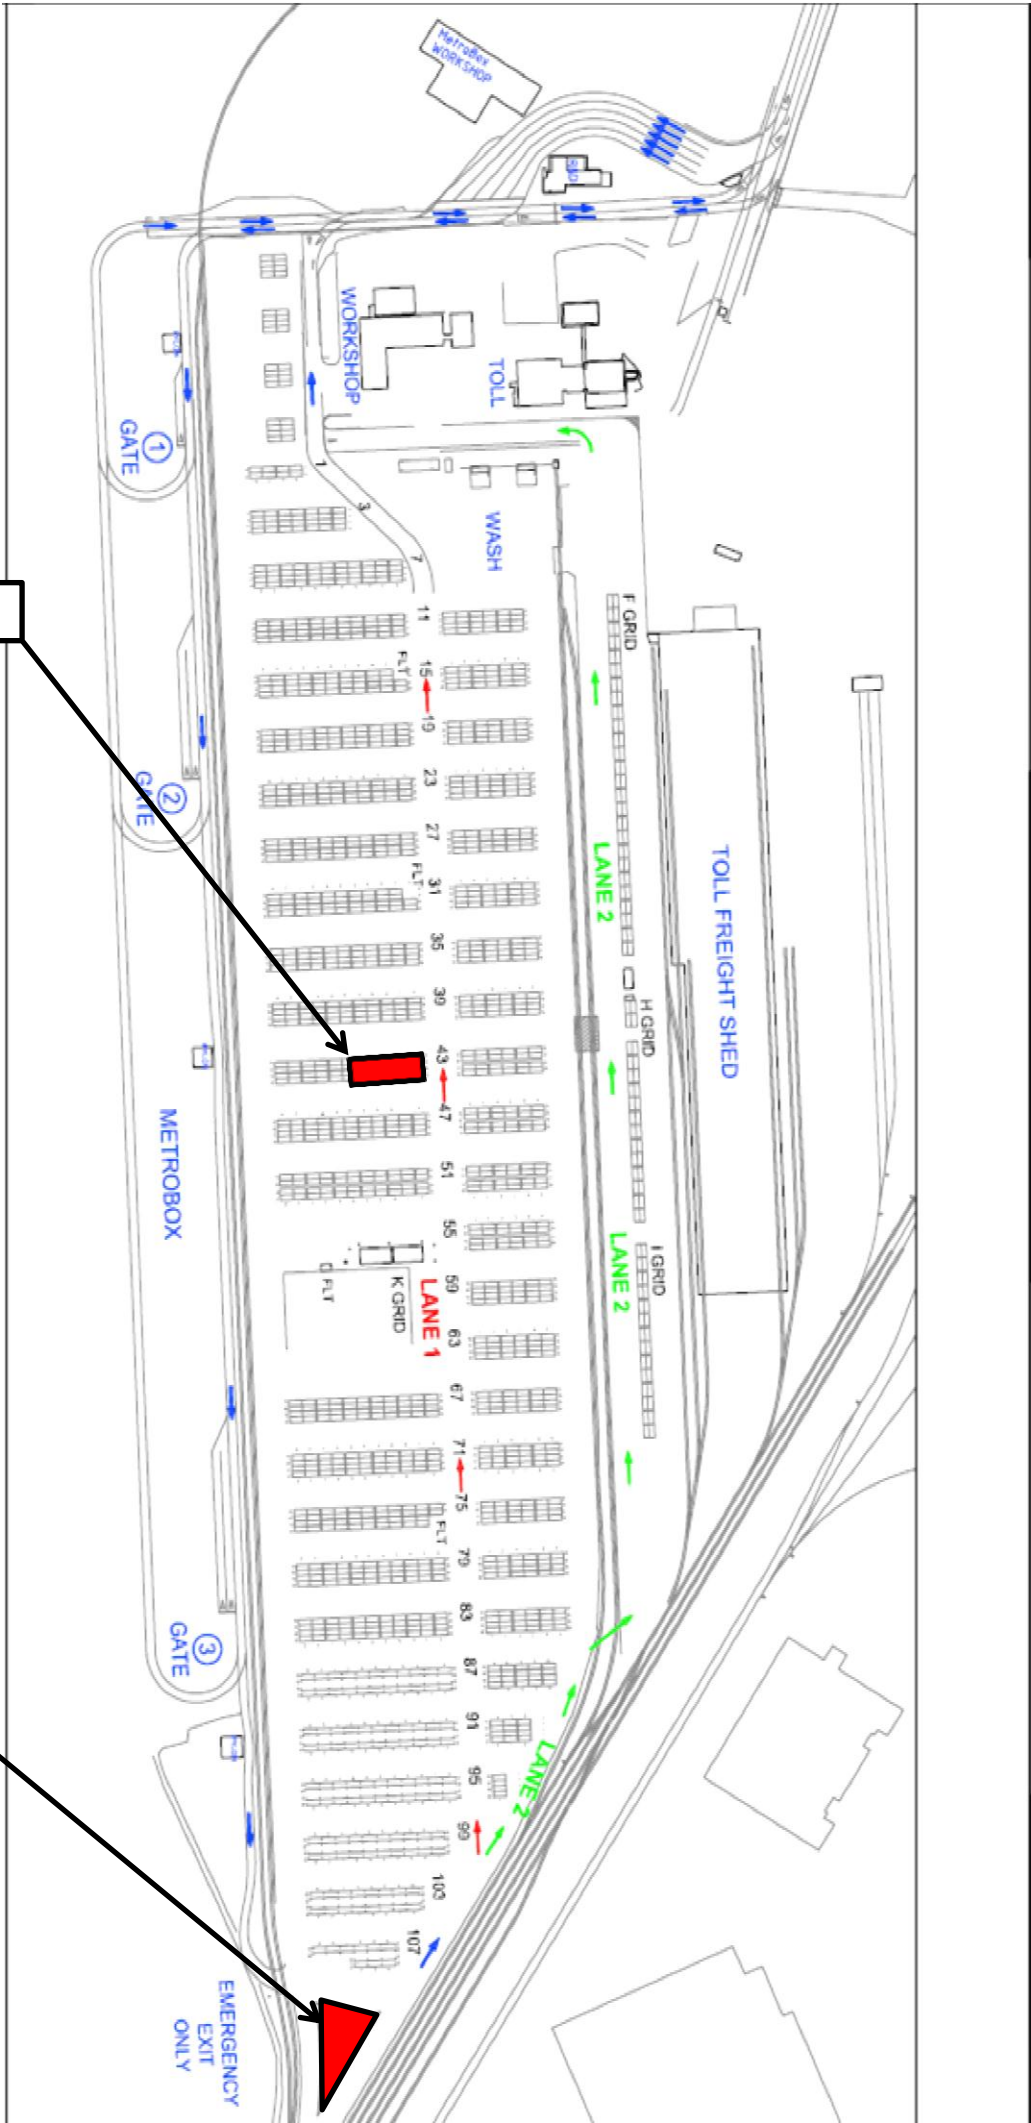 MetroBox
WORKSHOP
WORKSHOP
TOLL
1
GATE
1
3
7
WASH
11
F GRID
FLT
15
19
23
2
GATE
27
LANE 2
TOLL FREIGHT SHED
FLT
31
35
39
H GRID
43
47
METROBOX
51
55
LANE 2
I GRID
59
FLT
K GRID
LANE 1
63
67
71
75
FLT
79
83
3
GATE
87
91
LANE 2
95
99
103
107
EMERGENCY
EXIT
ONLY